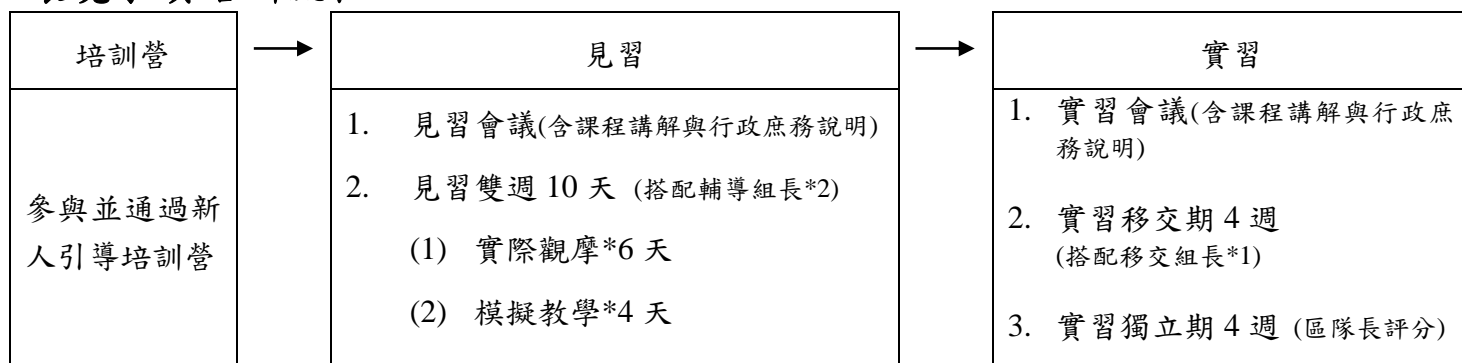 培訓營
參與並通過新
人引導培訓營
見習
1. 見習會議(含課程講解與行政庶務說明)
2. 見習雙週 10 天 (搭配輔導組長*2)
(1) 實際觀摩*6 天
(2) 模擬教學*4 天
實習
1. 實習會議(含課程講解與行政庶
務說明)
2. 實習移交期 4 週
(搭配移交組長*1)
3. 實習獨立期 4 週 (區隊長評分)